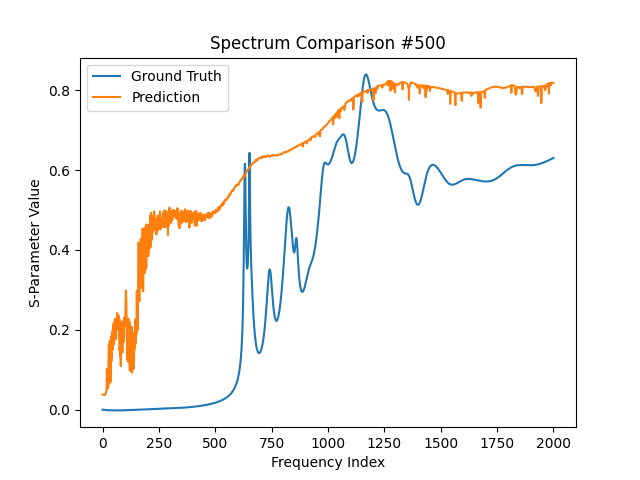 Spectrum Comparison #500
Ground Truth
Prediction
S-Parameter Value
0.8
0.6
0.4
0.2
0.0
0 250 500 750 1000 1250 1500 1750 2000
Frequency Index